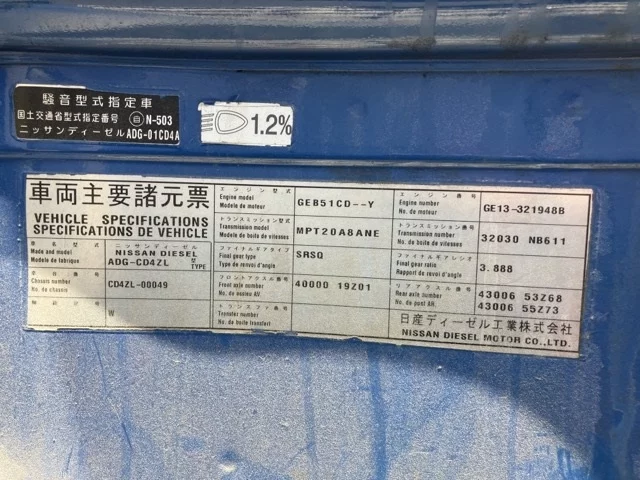 騒音型式指定車
国土交通省型式指定番号 自 N-503
ニッサンディーゼル ADG-01CD4A
1.2%
車両主要諸元票
VEHICLE SPECIFICATIONS
SPECIFICATIONS DE VEHICLE
車名型式
Made and model
Modele de fabrique
ニッサンディーゼル
NISSAN DIESEL
ADG-CD4ZL 型
TYPE
車体番号
Chassis number
No. de chassis
CD4ZL-00049
W
エンジン型式
Engine model
Modele de moteur
GEB51CD--Y
エンジン番号
Engine number
No. de moteur
GE13-321948B
トランスミッション型式
Transmission model
Modele de boite de vitesses
MPT20A8ANE
トランスミッション番号
Transmission number
No. de boite de vitesses
32030 NB611
ファイナルギアタイプ
Final gear type
Type de renvoi d'angle
SRSQ
ファイナルギアレシオ
Final gear ratio
Rapport de renvoi d'angle
3.888
フロントアクスル番号
Front axle number
No. de moyeu AV.
40000 19Z01
リアアクスル番号
Rear axle number
No. de pont AR.
43006 53Z68
43006 55Z73
トランスファ番号
Transfer number
No. de boite transfert
日産ディーゼル工業株式会社
NISSAN DIESEL MOTOR CO.,LTD.